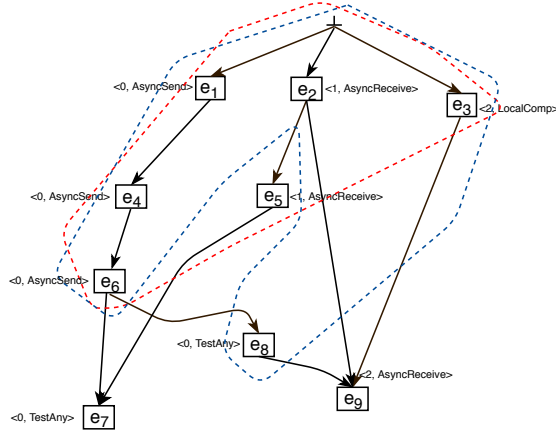 ⊥
<0, AsyncSend> e1
e2 <1, AsyncReceive>
e3 <2, LocalComp>
<0, AsyncSend> e4
e5 <1, AsyncReceive>
<0, AsyncSend> e6
<0, TestAny> e8
<2, AsyncReceive>
e9
<0, TestAny> e7